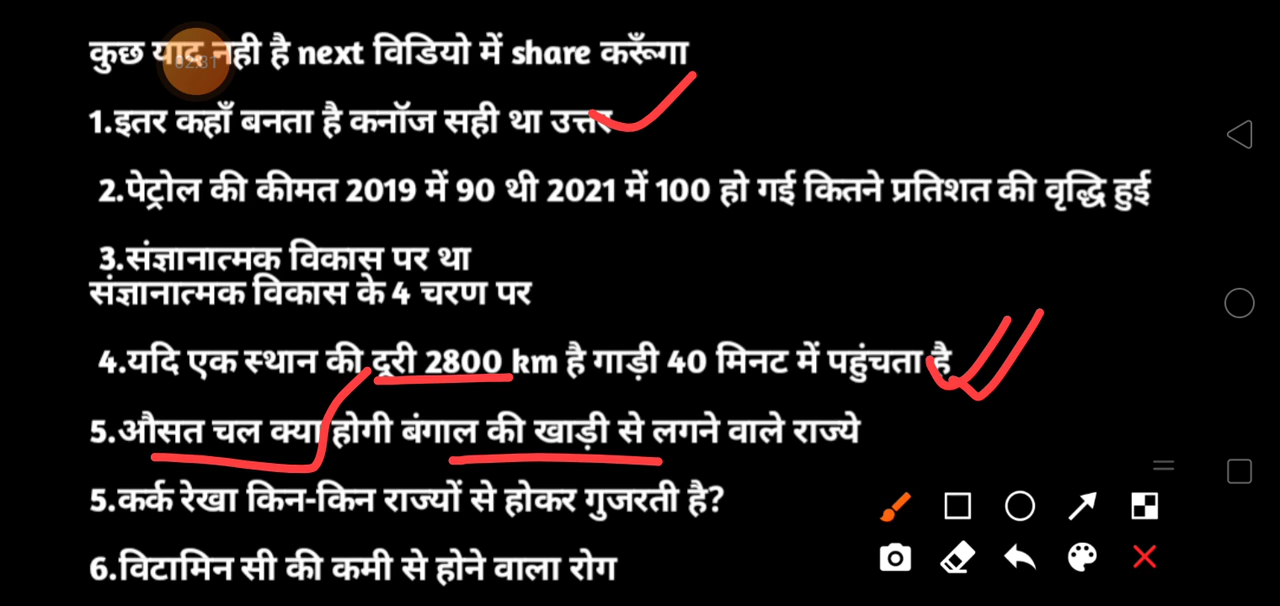 कुछ याद नही है next विडियो में share करूँगा
02:31
1.इतर कहाँ बनता है कनॉज सही था उत्तर
2.पेट्रोल की कीमत 2019 में 90 थी 2021 में 100 हो गई कितने प्रतिशत की वृद्धि हुई
3.संज्ञानात्मक विकास पर था
संज्ञानात्मक विकास के 4 चरण पर
4.यदि एक स्थान की दूरी 2800 km है गाड़ी 40 मिनट में पहुंचता है
5.औसत चल क्या होगी बंगाल की खाड़ी से लगने वाले राज्ये
5.कर्क रेखा किन-किन राज्यों से होकर गुजरती है?
6.विटामिन सी की कमी से होने वाला रोग